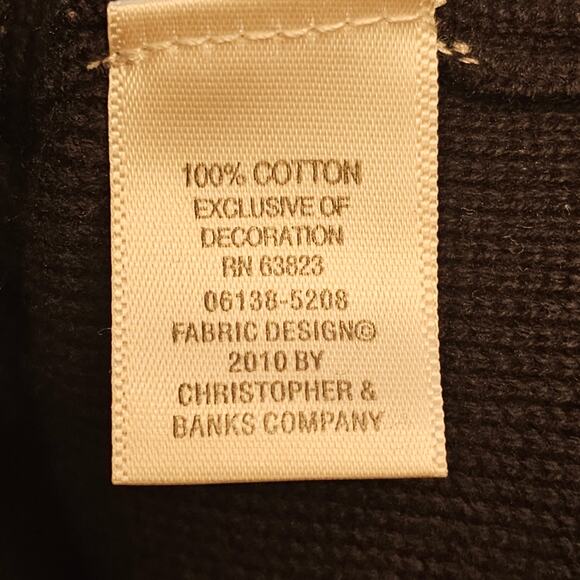 100% COTTON
EXCLUSIVE OF
DECORATION
RN 63823
06138-5208
FABRIC DESIGN©
2010 BY
CHRISTOPHER &
BANKS COMPANY